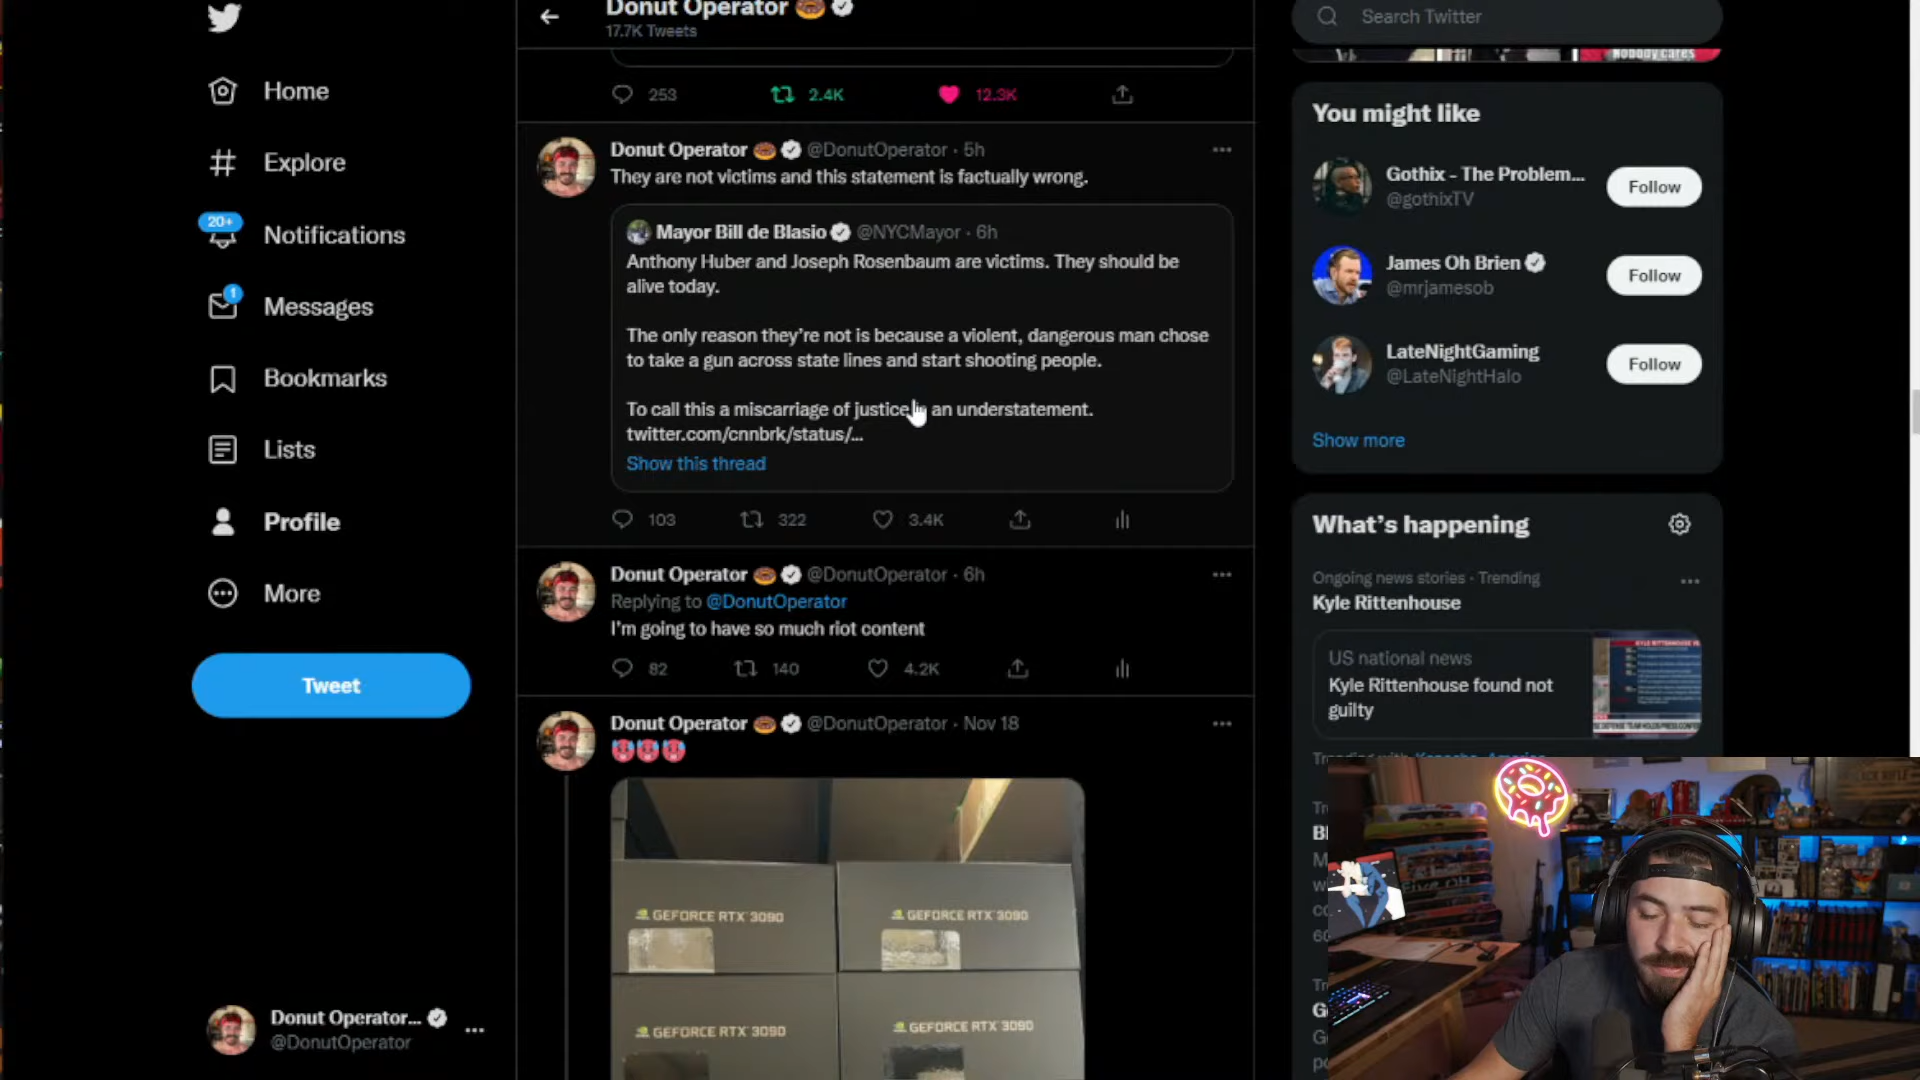 Donut Operator
17.7K Tweets
Search Twitter
Nobody cares
Home
Explore
20+
Notifications
1
Messages
Bookmarks
Lists
Profile
More
Tweet
Donut Operator...
@DonutOperator
253
2.4K
12.3K
Donut Operator @DonutOperator · 5h
They are not victims and this statement is factually wrong.
Mayor Bill de Blasio @NYCMayor · 6h
Anthony Huber and Joseph Rosenbaum are victims. They should be
alive today.
The only reason they're not is because a violent, dangerous man chose
to take a gun across state lines and start shooting people.
To call this a miscarriage of justice an understatement.
twitter.com/cnnbrk/status/...
Show this thread
103
322
3.4K
Donut Operator @DonutOperator · 6h
Replying to @DonutOperator
I'm going to have so much riot content
82
140
4.2K
Donut Operator @DonutOperator · Nov 18
GEFORCE RTX 3090
GEFORCE RTX 3090
GEFORCE RTX 3090
GEFORCE RTX 3090
You might like
Gothix - The Problem...
@gothixTV
Follow
James Oh Brien
@mrjamesob
Follow
LateNightGaming
@LateNightHalo
Follow
Show more
What's happening
Ongoing news stories · Trending
Kyle Rittenhouse
US national news
Kyle Rittenhouse found not
guilty